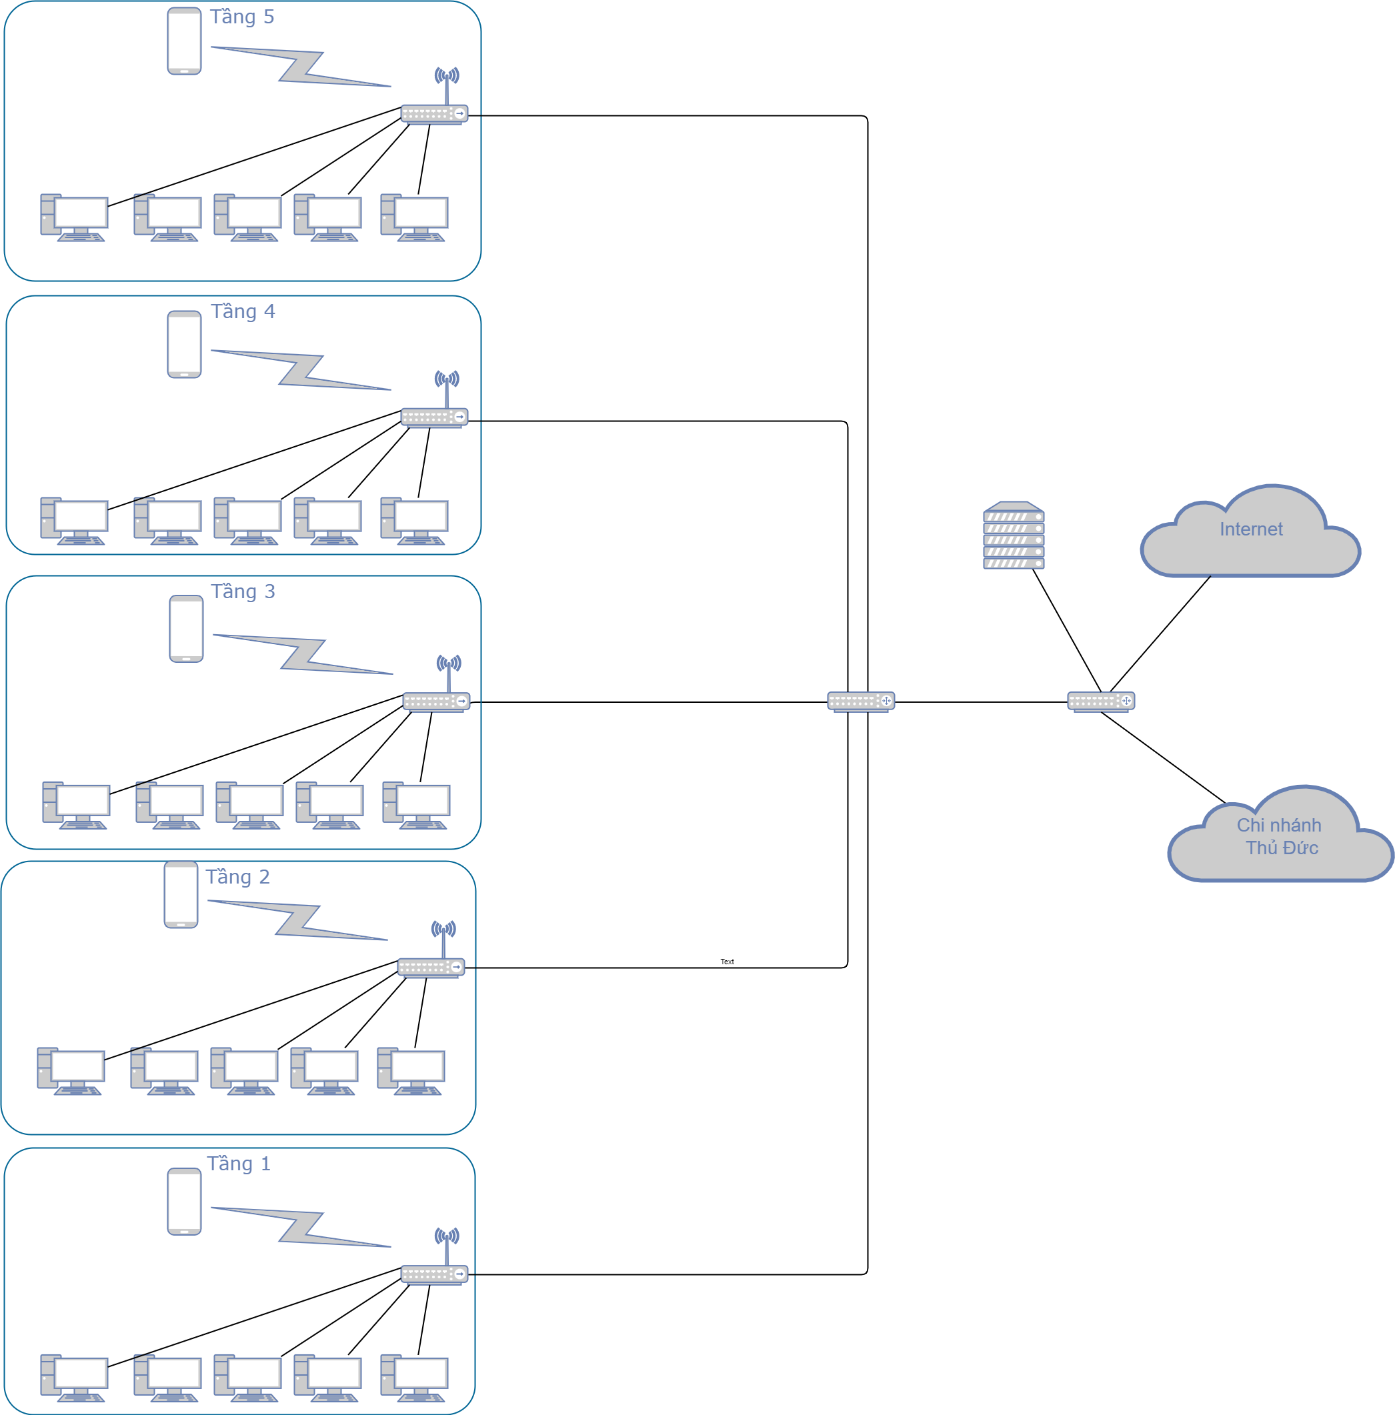 Tầng 5
Tầng 4
Internet
Tầng 3
Chi nhánh
Thủ Đức
Tầng 2
Text
Tầng 1